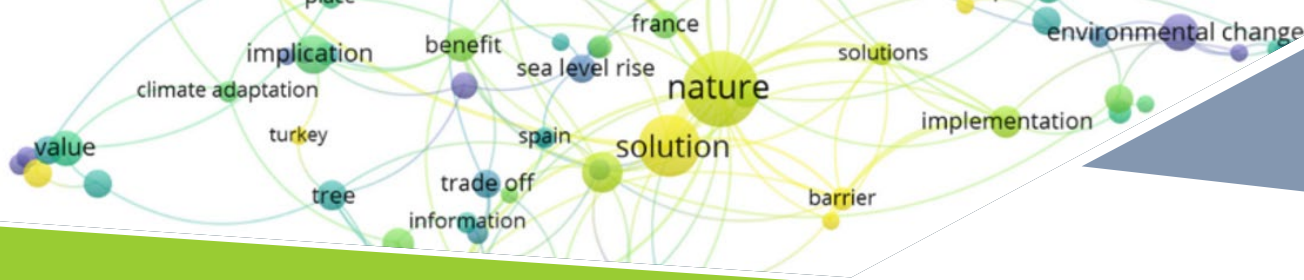 place
france
environmental change
benefit
implication
solutions
sea level rise
nature
climate adaptation
implementation
turkey
spain
value
solution
trade off
tree
barrier
information